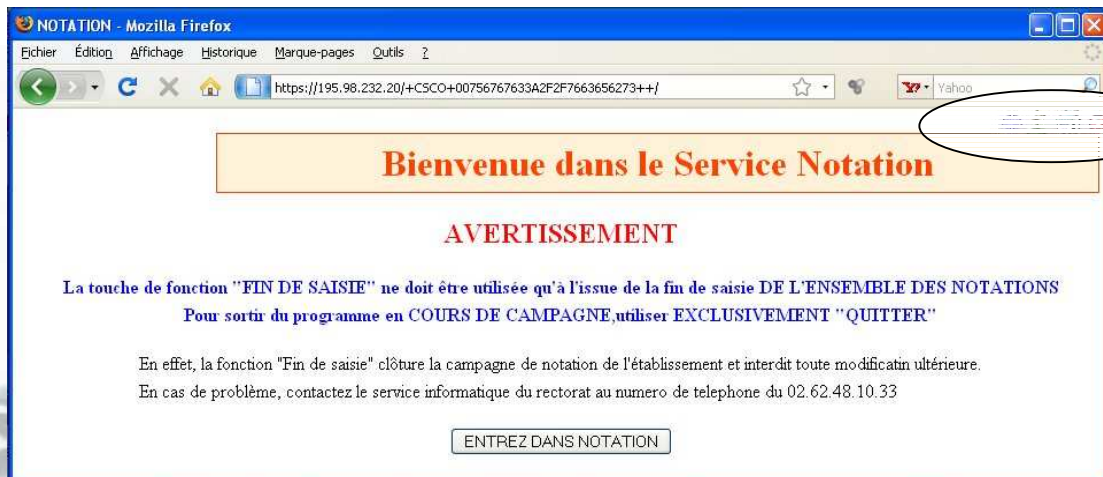 NOTATION - Mozilla Firefox
Fichier Édition Affichage Historique Marque-pages Outils ?
https://195.98.232.20/+CSCO+00756767633A2F2F7663656273++/
Yahoo
Bienvenue dans le Service Notation
AVERTISSEMENT
La touche de fonction "FIN DE SAISIE" ne doit être utilisée qu'à l'issue de la fin de saisie DE L'ENSEMBLE DES NOTATIONS
Pour sortir du programme en COURS DE CAMPAGNE,utiliser EXCLUSIVEMENT "QUITTER"
En effet, la fonction "Fin de saisie" clôture la campagne de notation de l'établissement et interdit toute modificatin ultérieure.
En cas de problème, contactez le service informatique du rectorat au numero de telephone du 02.62.48.10.33
ENTREZ DANS NOTATION